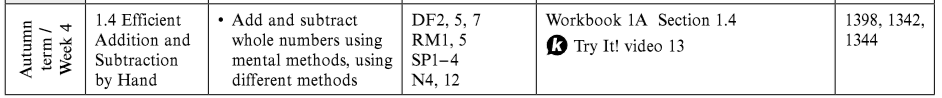 Autumn
term /
Week 4
1.4 Efficient
Addition and
Subtraction
by Hand
• Add and subtract
whole numbers using
mental methods, using
different methods
DF2, 5, 7
RM1, 5
SP1–4
N4, 12
Workbook 1A Section 1.4
k Try It! video 13
1398, 1342,
1344